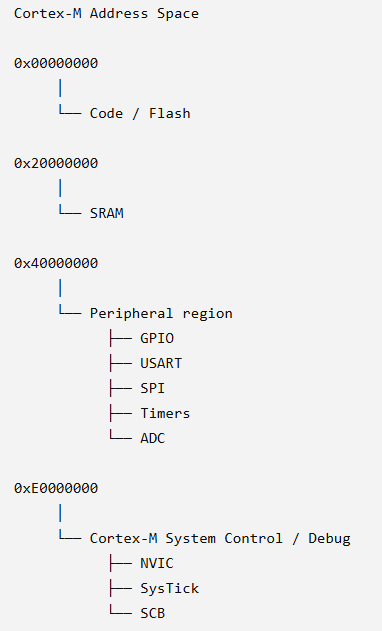 Cortex-M Address Space
0x00000000
│
└── Code / Flash
0x20000000
│
└── SRAM
0x40000000
│
└── Peripheral region
├── GPIO
├── USART
├── SPI
├── Timers
└── ADC
0xE0000000
│
└── Cortex-M System Control / Debug
├── NVIC
├── SysTick
└── SCB